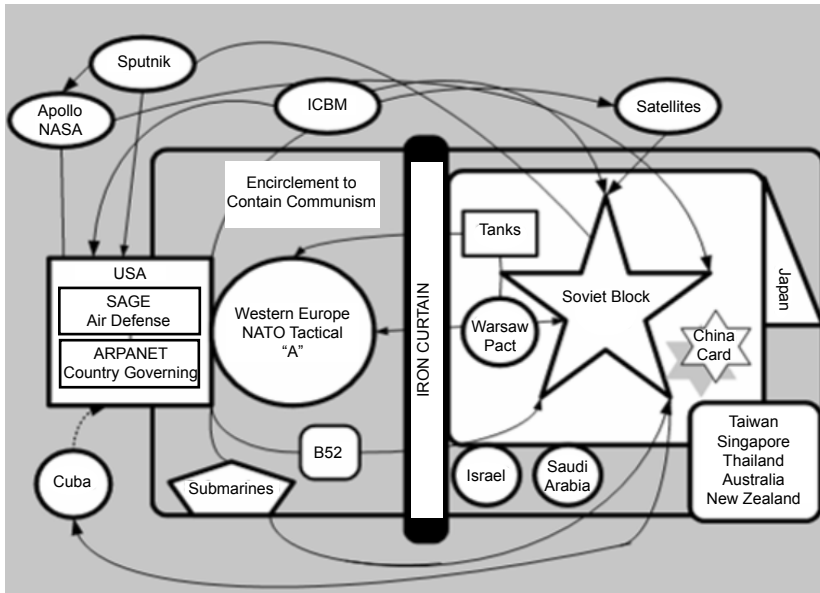 Sputnik
Apollo
NASA
ICBM
Satellites
Encirclement to
Contain Communism
Tanks
USA
SAGE
Air Defense
ARPANET
Country Governing
Western Europe
NATO Tactical
“A”
IRON CURTAIN
Warsaw
Pact
Soviet Block
China
Card
Japan
Cuba
Submarines
B52
Israel
Saudi
Arabia
Taiwan
Singapore
Thailand
Australia
New Zealand